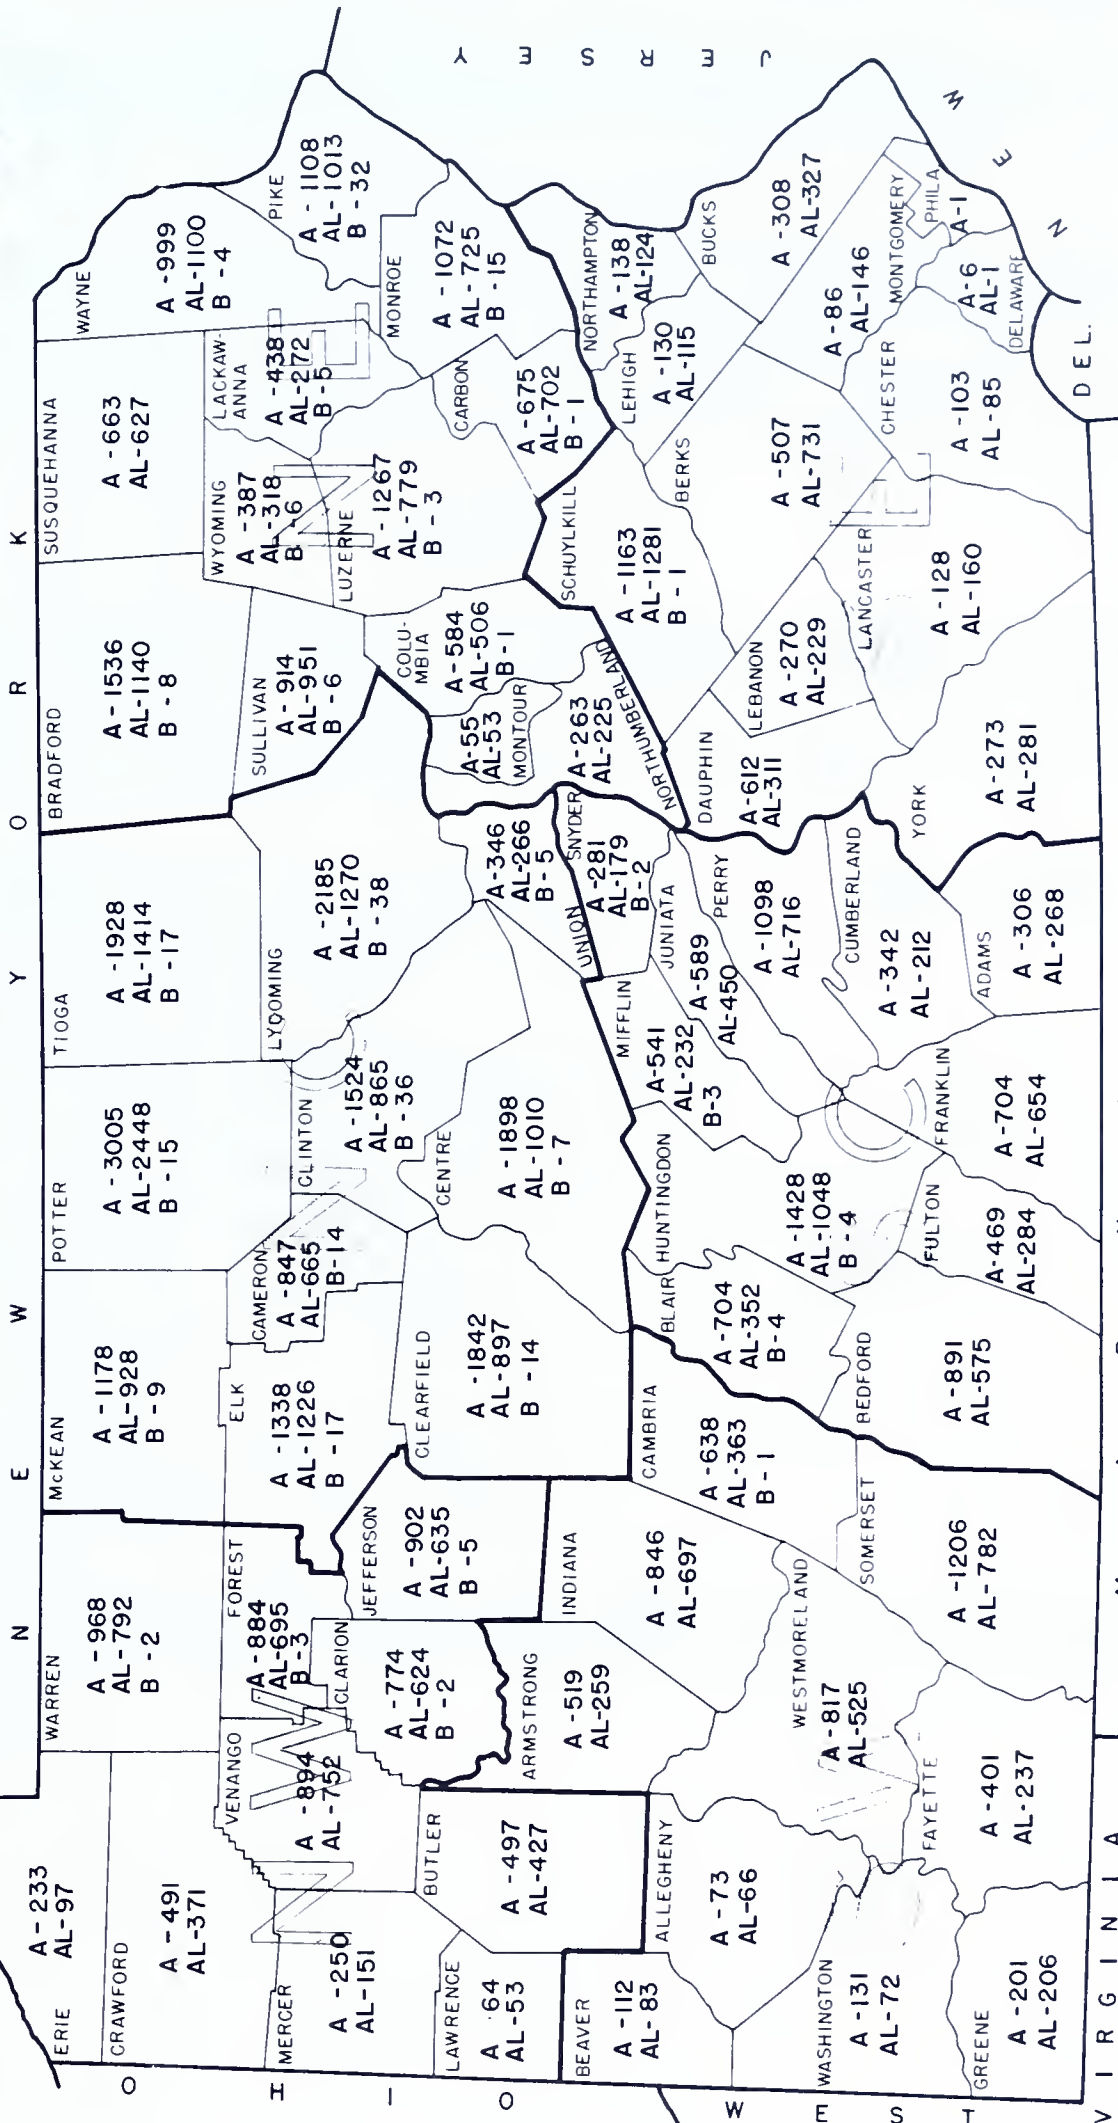 N E W Y O R K
ERIE
A -233
AL-97
CRAWFORD
A -491
AL-371
WARREN
A -968
AL-792
B -2
McKEAN
A -1178
AL-928
B -9
POTTER
A -3005
AL-2448
B -15
TIOGA
A -1928
AL-1414
B -17
BRADFORD
A -1536
AL-1140
B -8
SUSQUEHANNA
A -663
AL-627
WAYNE
A -999
AL-1100
B -4
MERCER
A -250
AL-151
VENANGO
A -894
AL-752
FOREST
A -884
AL-695
B -3
ELK
A -1338
AL-1226
B -17
CAMERON
A -847
AL-665
B-14
CLINTON
A -1524
AL-865
B -36
LYCOMING
A -2185
AL-1270
B -38
SULLIVAN
A -914
AL-951
B -6
WYOMING
A -387
AL-318
B -6
LACKAW-
ANNA
A -438
AL-272
B -5
PIKE
A -1108
AL-1013
B -32
LAWRENCE
A -64
AL-53
BUTLER
A -497
AL-427
CLARION
A -774
AL-624
B -2
JEFFERSON
A -902
AL-635
B -5
CLEARFIELD
A -1842
AL-897
B -14
CENTRE
A -1898
AL-1010
B -7
UNION
A-346
AL-266
B-5
MONTOUR
A-55
AL-53
COLU-
MBIA
A -584
AL-506
B -1
LUZERNE
A -1267
AL-779
B -3
CARBON
A -675
AL-702
B -1
MONROE
A -1072
AL-725
B -15
BEAVER
A -112
AL-83
ALLEGHENY
A -73
AL-66
ARMSTRONG
A -519
AL-259
INDIANA
A -846
AL-697
CAMBRIA
A -638
AL-363
B -1
BLAIR
A -704
AL-352
B-4
HUNTINGDON
A -1428
AL-1048
B -4
MIFFLIN
A-541
AL-232
B-3
SNYDER
A-281
AL-179
B-2
JUNIATA
A-589
AL-450
PERRY
A -1098
AL-716
NORTHUMBERLAND
A-263
AL-225
DAUPHIN
A-612
AL-311
SCHUYLKILL
A -1163
AL-1281
B -1
LEBANON
A -270
AL-229
BERKS
A -507
AL-731
LEHIGH
A -130
AL-115
NORTHAMPTON
A -138
AL-124
BUCKS
A -308
AL-327
WASHINGTON
A -131
AL-72
GREENE
A -201
AL-206
WESTMORELAND
A -817
AL-525
FAYETTE
A -401
AL-237
SOMERSET
A -1206
AL-782
BEDFORD
A -891
AL-575
FULTON
A-469
AL-284
FRANKLIN
A -704
AL-654
CUMBERLAND
A -342
AL-212
ADAMS
A -306
AL-268
YORK
A-273
AL-281
LANCASTER
A -128
AL-160
CHESTER
A -103
AL-85
MONTGOMERY
A -86
AL-146
PHILA.
A-1
DELAWARE
A-6
AL-1
N E W
J E R S E Y
DEL.
O H I O
W E S T
V I R G I N I A